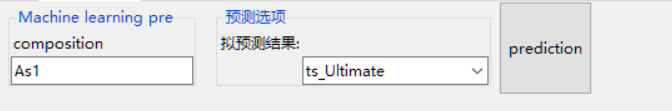 Machine learning pre
预测选项
composition
拟预测结果:
prediction
As1
ts_Ultimate